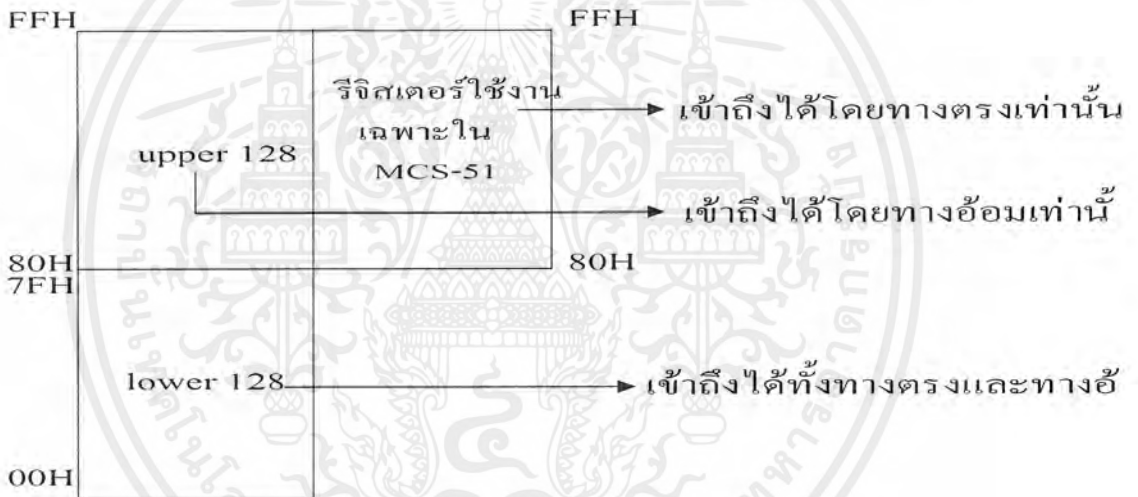 FFH
FFH
รีจิสเตอร์ใช้งาน
เฉพาะใน
MCS-51
เข้าถึงได้โดยทางตรงเท่านั้น
upper 128
เข้าถึงได้โดยทางอ้อมเท่านั้
80H
80H
7FH
lower 128
เข้าถึงได้ทั้งทางตรงและทางอ้
00H